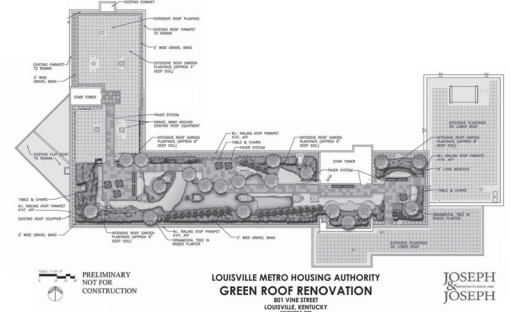 EXISTING CHIMNEY
EXTENSIVE ROOF PLANTING
EXISTING ROOF PARAPET
TO REMAIN
2' WIDE GRAVEL BAND
EXISTING PARAPET
TO REMAIN
2' WIDE
GRAVEL BAND
EXTENSIVE ROOF GARDEN
PLANTINGS (APPROX 4"
DEEP SOIL)
STAIR TOWER
PAVER SYSTEM
GRAVEL BAND AROUND
EXISTING ROOF EQUIPMENT
INTENSIVE ROOF GARDEN
PLANTINGS (APPROX 8"
DEEP SOIL)
TABLE & CHAIRS
W.I. RAILING ATOP PARAPET
PAVER SYSTEM
INTENSIVE ROOF GARDEN
PLANTINGS (APPROX 8"
DEEP SOIL)
STAIR TOWER
PAVER SYSTEM
EXTENSIVE PLANTINGS
ON LOWER ROOF
INTENSIVE ROOF GARDEN
PLANTINGS (APPROX 8"
DEEP SOIL)
TABLE & CHAIRS
ORNAMENTAL TREE IN
RAISED PLANTER
EXTENSIVE PLANTINGS
ON LOWER ROOF
EXISTING FLAT ROOF
TO REMAIN
TABLE & CHAIRS
W.I. RAILING ATOP PARAPET
EXISTING ROOF SCUPPER
2' WIDE GRAVEL BAND
INTENSIVE ROOF GARDEN
PLANTINGS (APPROX 8"
DEEP SOIL)
W.I. RAILING ATOP PARAPET
ORNAMENTAL TREE IN
RAISED PLANTER
2' WIDE GRAVEL BAND
PRELIMINARY
NOT FOR
CONSTRUCTION
LOUISVILLE METRO HOUSING AUTHORITY
GREEN ROOF RENOVATION
801 VINE STREET
LOUISVILLE, KENTUCKY
JOSEPH
&
JOSEPH